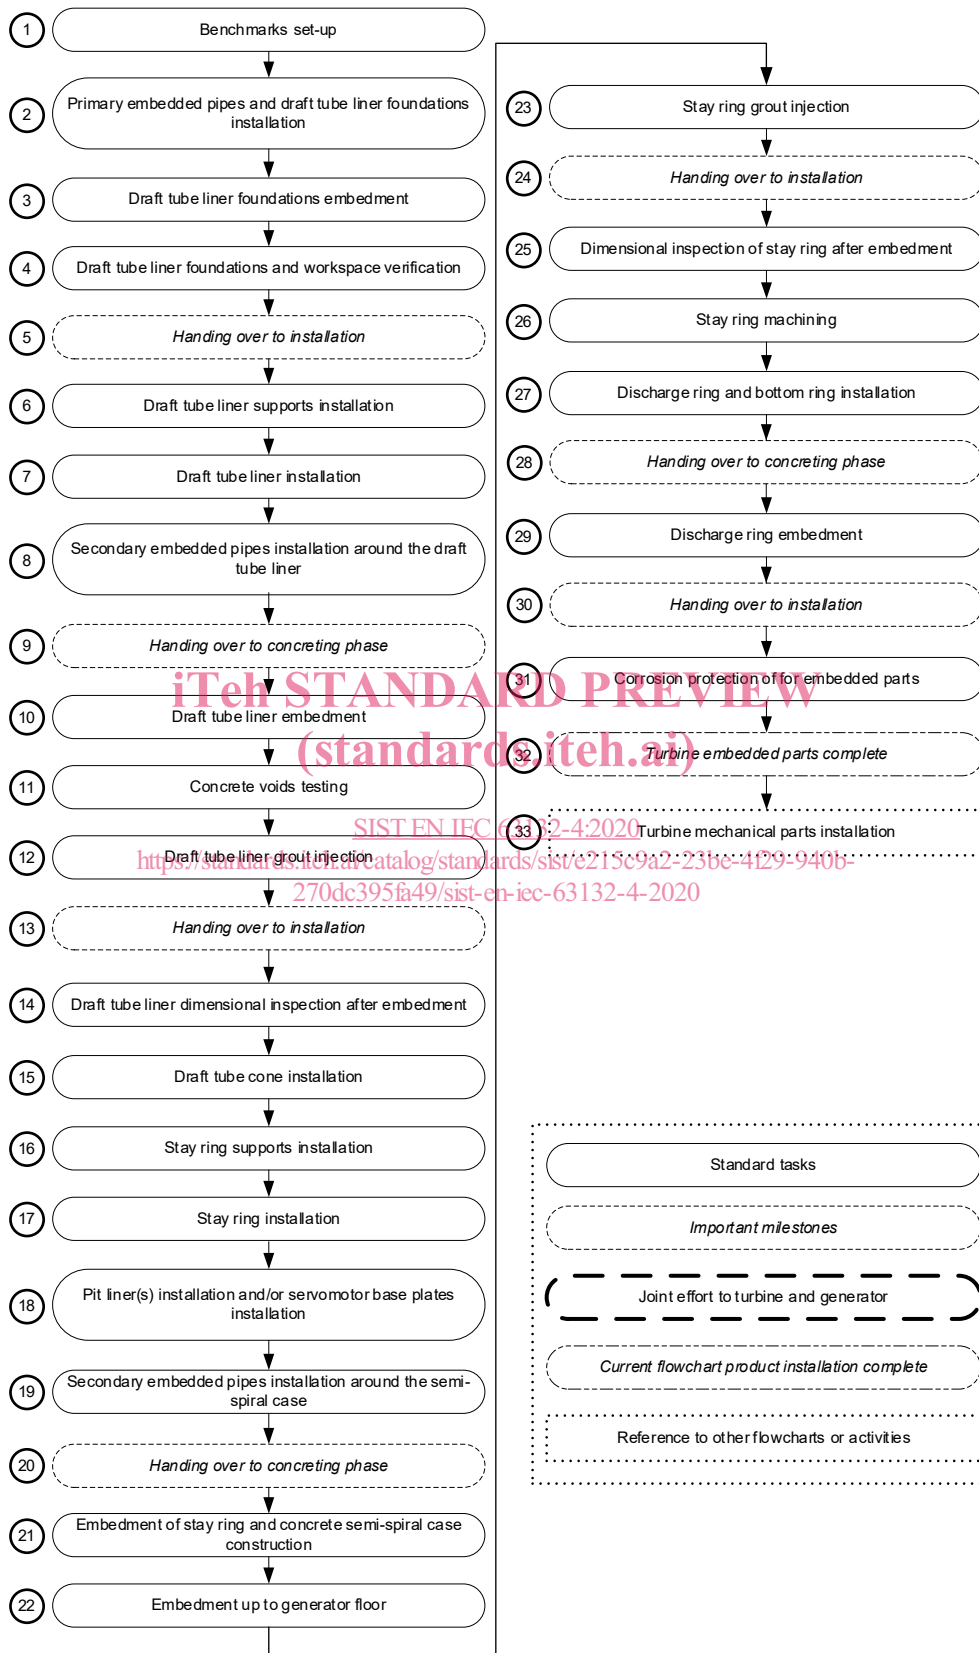 1
Benchmarks set-up
2
Primary embedded pipes and draft tube liner foundations
installation
3
Draft tube liner foundations embedment
4
Draft tube liner foundations and workspace verification
5
Handing over to installation
6
Draft tube liner supports installation
7
Draft tube liner installation
8
Secondary embedded pipes installation around the draft
tube liner
9
Handing over to concreting phase
10
Draft tube liner embedment
11
Concrete voids testing
12
Draft tube liner grout injection
13
Handing over to installation
14
Draft tube liner dimensional inspection after embedment
15
Draft tube cone installation
16
Stay ring supports installation
17
Stay ring installation
18
Pit liner(s) installation and/or servomotor base plates
installation
19
Secondary embedded pipes installation around the semi-
spiral case
20
Handing over to concreting phase
21
Embedment of stay ring and concrete semi-spiral case
construction
22
Embedment up to generator floor
23
Stay ring grout injection
24
Handing over to installation
25
Dimensional inspection of stay ring after embedment
26
Stay ring machining
27
Discharge ring and bottom ring installation
28
Handing over to concreting phase
29
Discharge ring embedment
30
Handing over to installation
31
Corrosion protection of for embedded parts
32
Turbine embedded parts complete
33
Turbine mechanical parts installation
iTeh STANDARD PREVIEW
(standards.iteh.ai)
SIST EN IEC 63132-4:2020
https://standards.iteh.ai/catalog/standards/sist/e215c9a2-23be-4f29-940b-
270dc395fa49/sist-en-iec-63132-4-2020
Standard tasks
Important milestones
Joint effort to turbine and generator
Current flowchart product installation complete
Reference to other flowcharts or activities